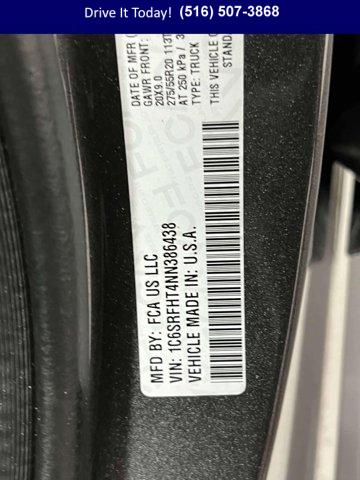 Drive It Today! (516) 507-3868
DATE OF MFR
GAWR FRONT:
20X9.0
275/55R20 113T
AT 250 kPa / 3
TYPE: TRUCK
THIS VEHICLE
STAND
MFD BY: FCA US LLC
VIN: 1C6SRFHT4NN386438
VEHICLE MADE IN: U.S.A.